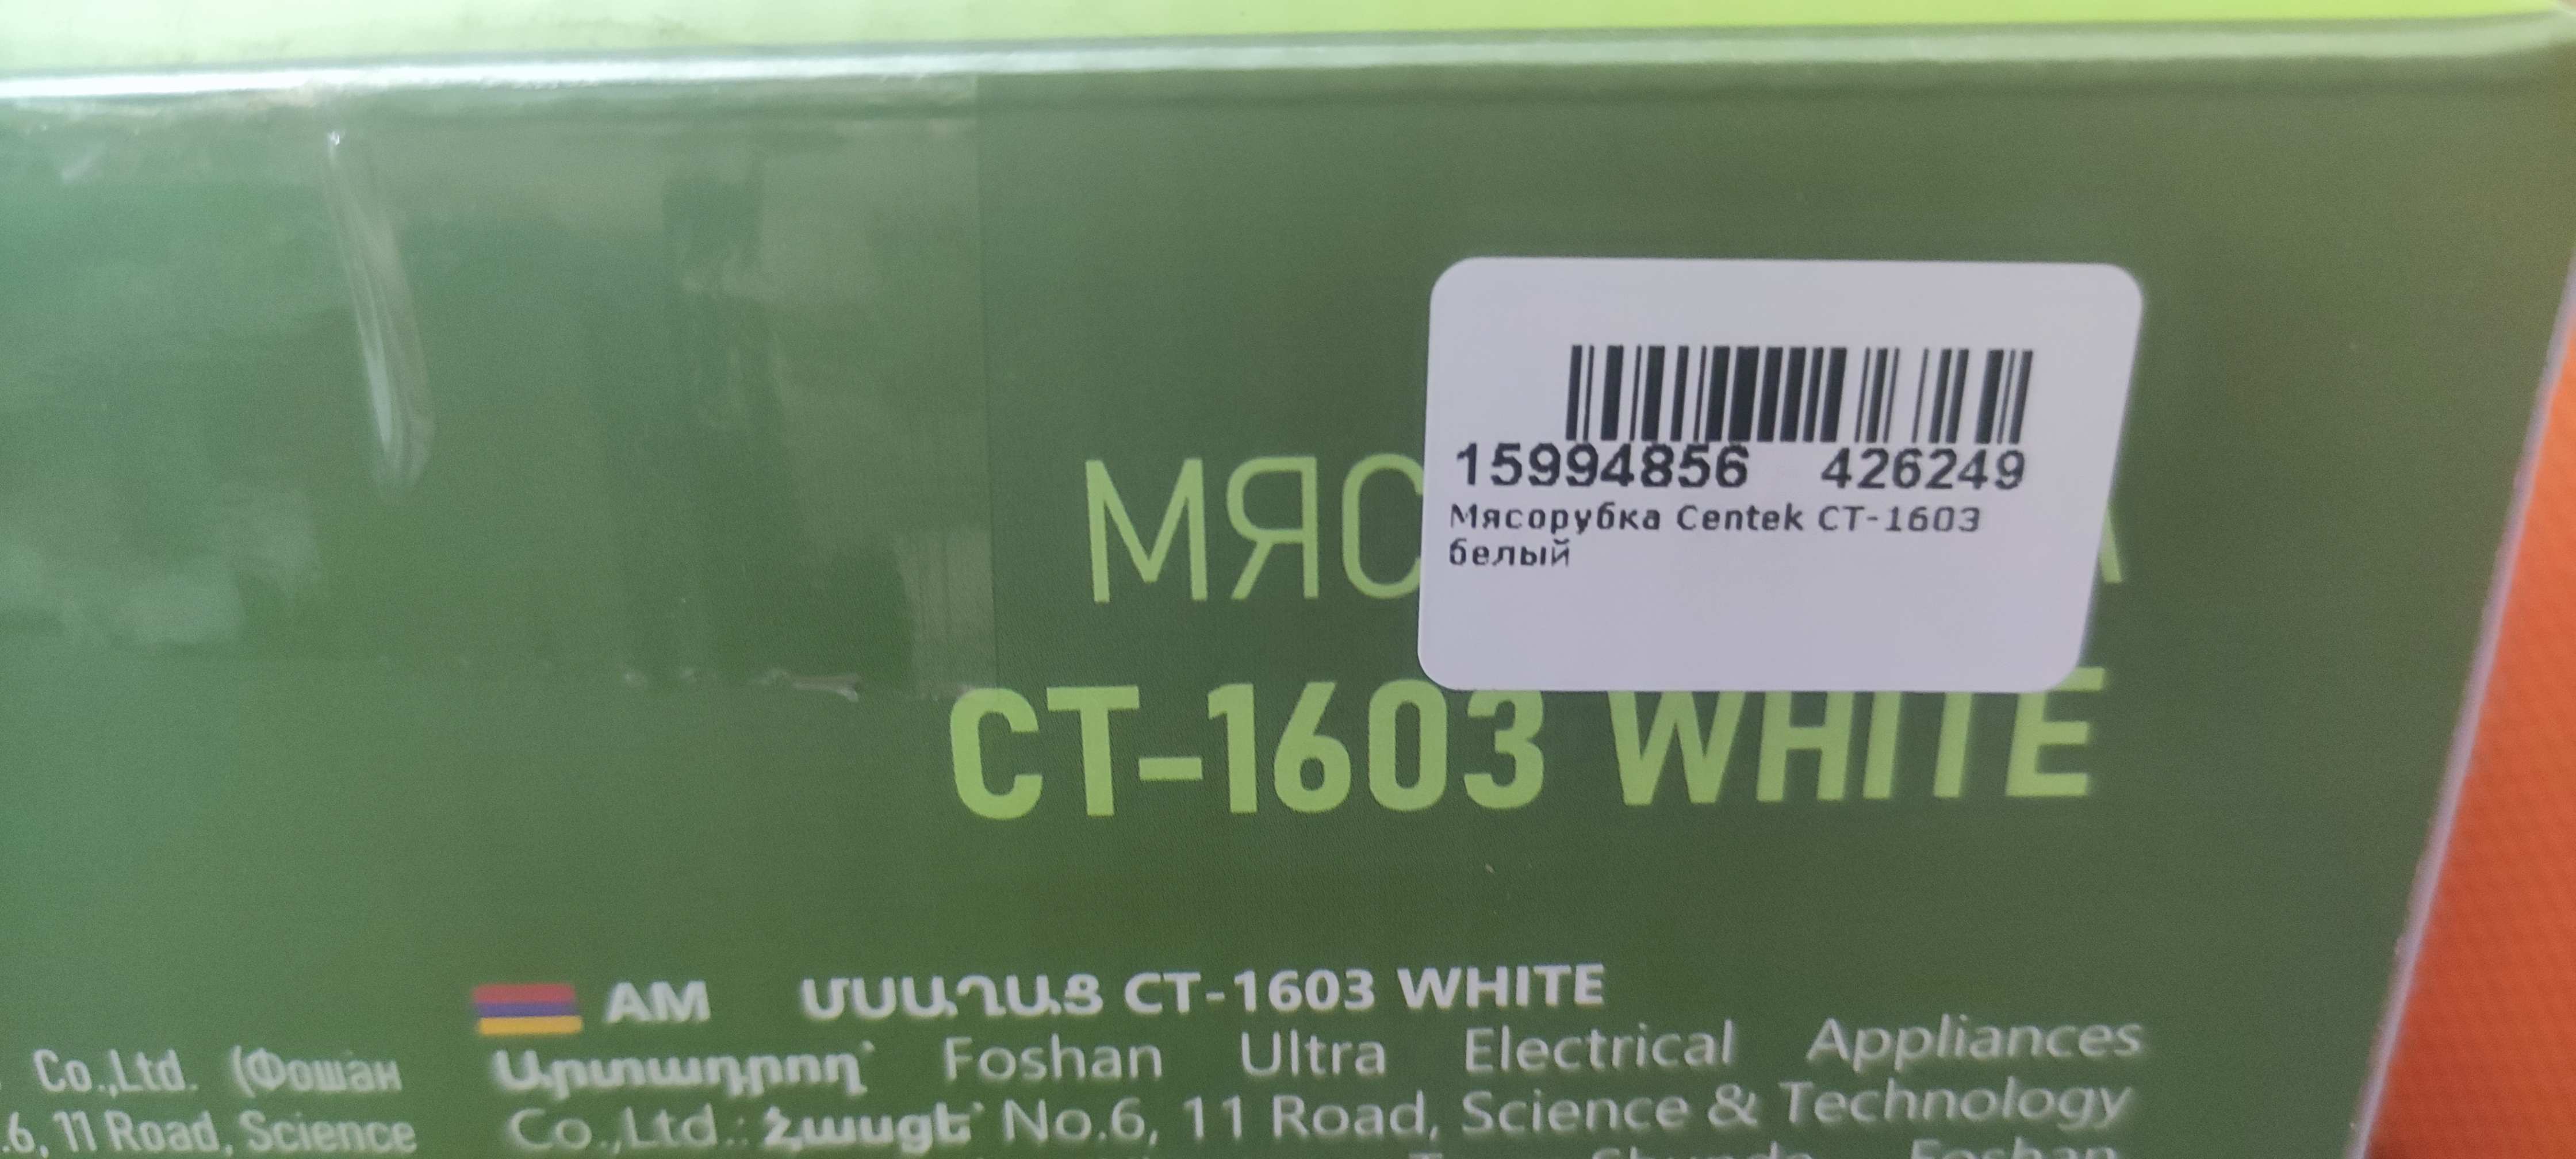 15994856 426249
Мясорубка Centek CT-1603
белый
МЯС
CT-1603 WHITE
AM ՄՍԱՂԱՑ CT-1603 WHITE
Արտադրող՝ Foshan Ultra Electrical Appliances
Co.,Ltd.: Հասցե՝ No.6, 11 Road, Science & Technology
Co.,Ltd. (Фошан
.6, 11 Road, Science